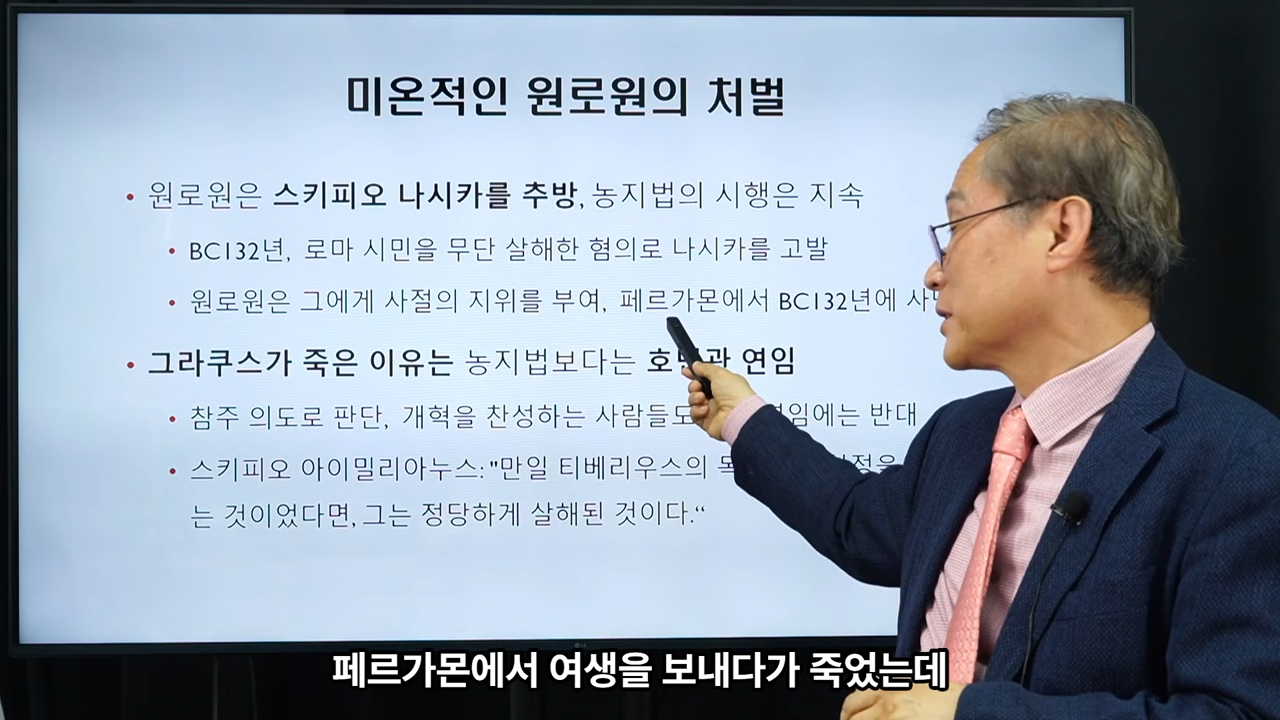 미온적인 원로원의 처벌
• 원로원은 스키피오 나시카를 추방, 농지법의 시행은 지속
• BC132년, 로마 시민을 무단 살해한 혐의로 나시카를 고발
• 원로원은 그에게 사절의 지위를 부여, 페르가몬에서 BC132년에
• 그라쿠스가 죽은 이유는 농지법보다는 연임
• 참주 의도로 판단, 개혁을 찬성하는 사람들도 반대
• 스키피오 아이밀리아누스: "만일 티베리우스의
는 것이었다면, 그는 정당하게 살해된 것이다.“
페르가몬에서 여생을 보내다가 죽었는데